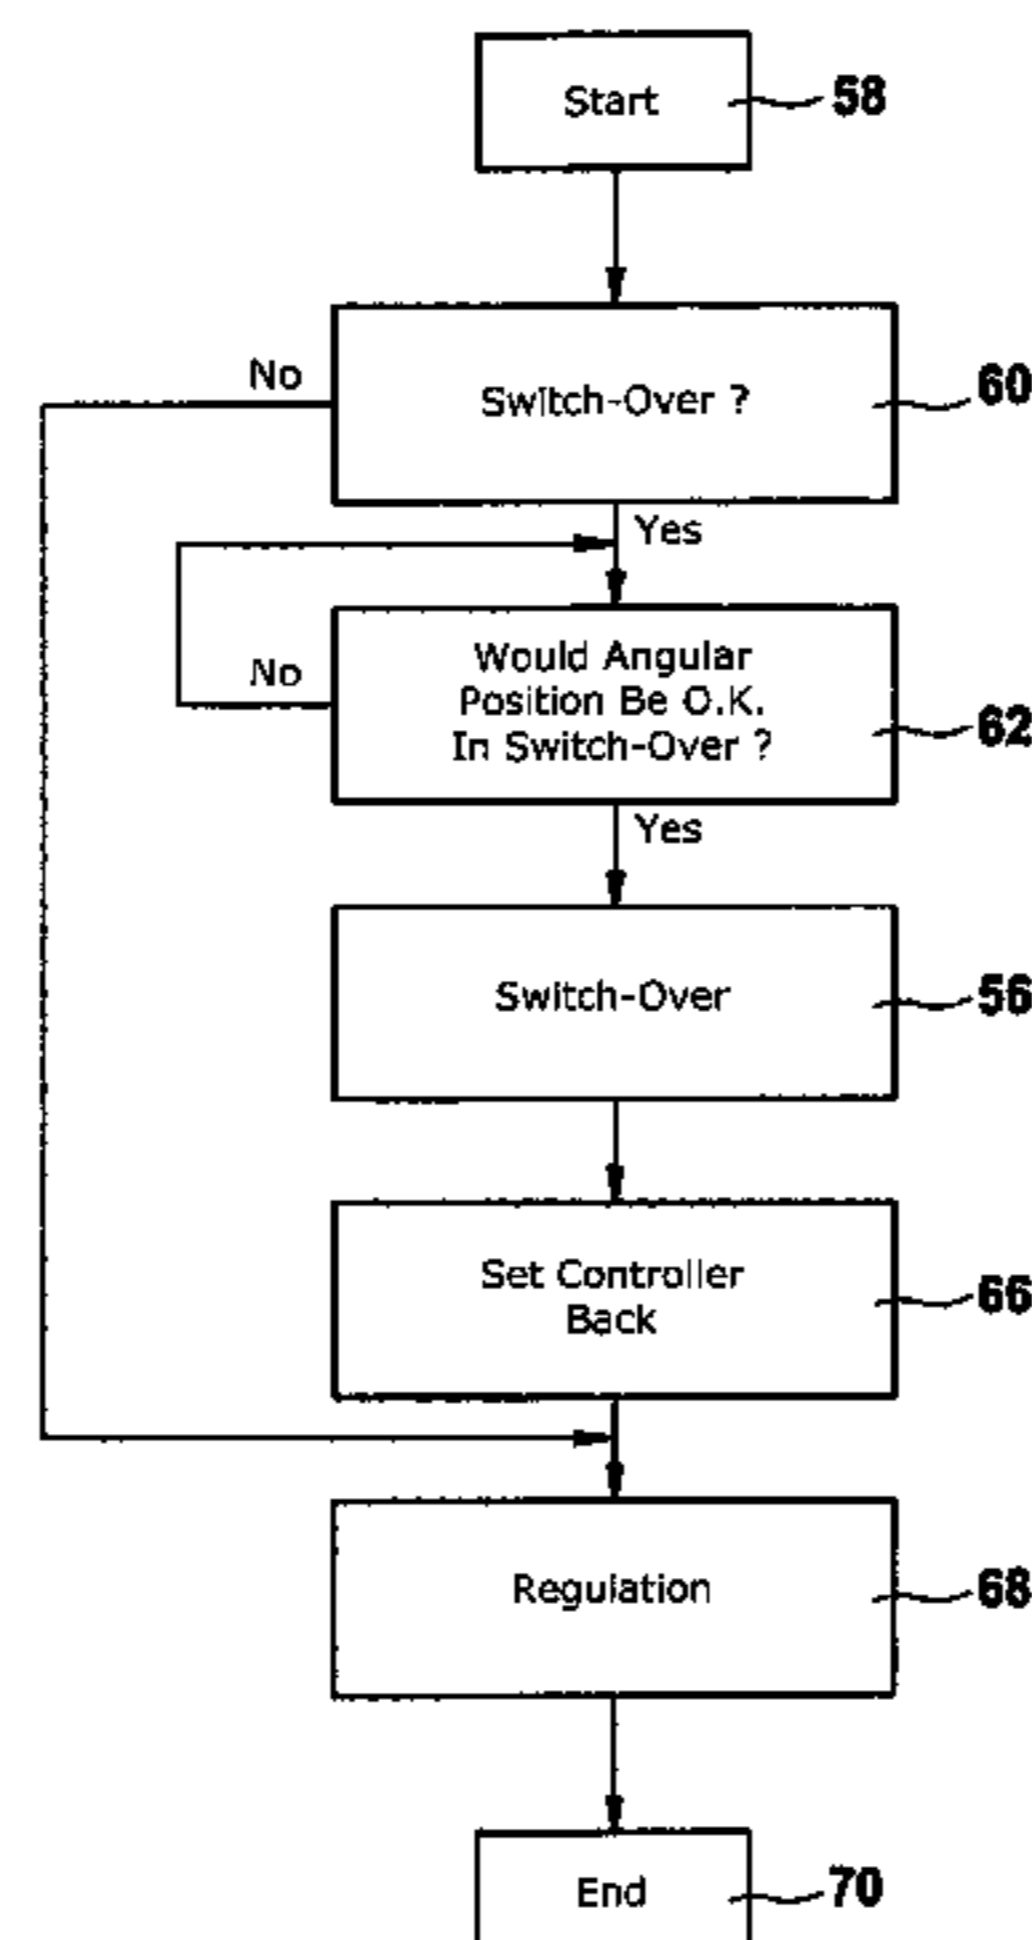 Start
58
No
Switch-Over ?
60
Yes
No
Would Angular
Position Be O.K.
In Switch-Over ?
62
Yes
Switch-Over
56
Set Controller
Back
66
Regulation
68
End
70